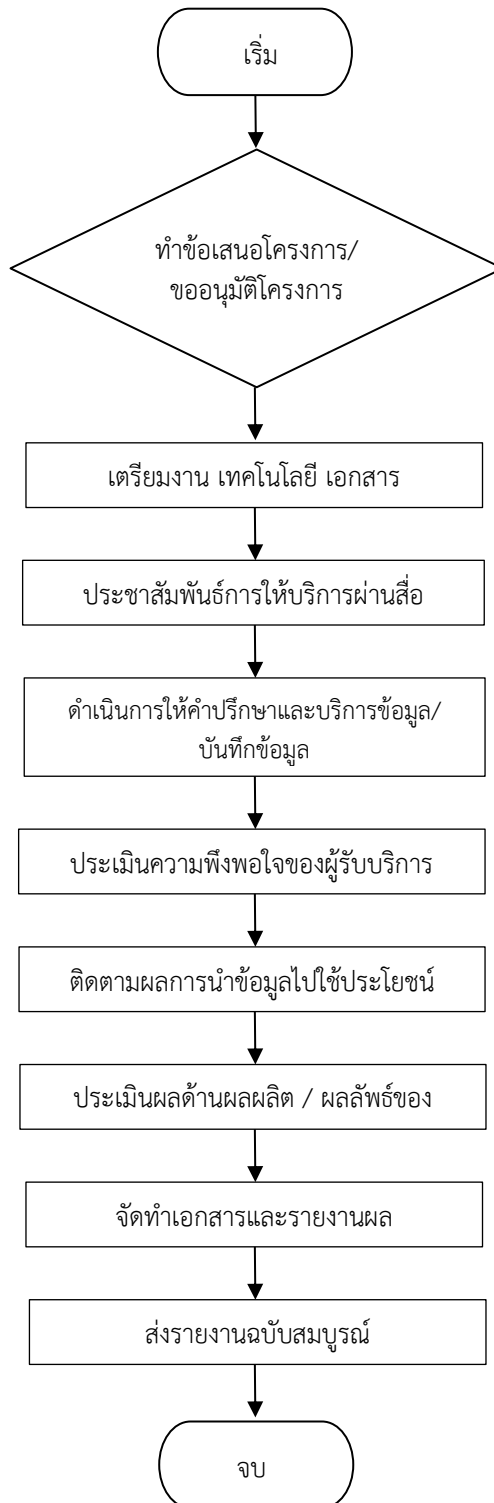 เริ่ม
ทำข้อเสนอโครงการ/
ขออนุมัติโครงการ
เตรียมงาน เทคโนโลยี เอกสาร
ประชาสัมพันธ์การให้บริการผ่านสื่อ
ดำเนินการให้คำปรึกษาและบริการข้อมูล/
บันทึกข้อมูล
ประเมินความพึงพอใจของผู้รับบริการ
ติดตามผลการนำข้อมูลไปใช้ประโยชน์
ประเมินผลด้านผลผลิต / ผลลัพธ์ของ
จัดทำเอกสารและรายงานผล
ส่งรายงานฉบับสมบูรณ์
จบ